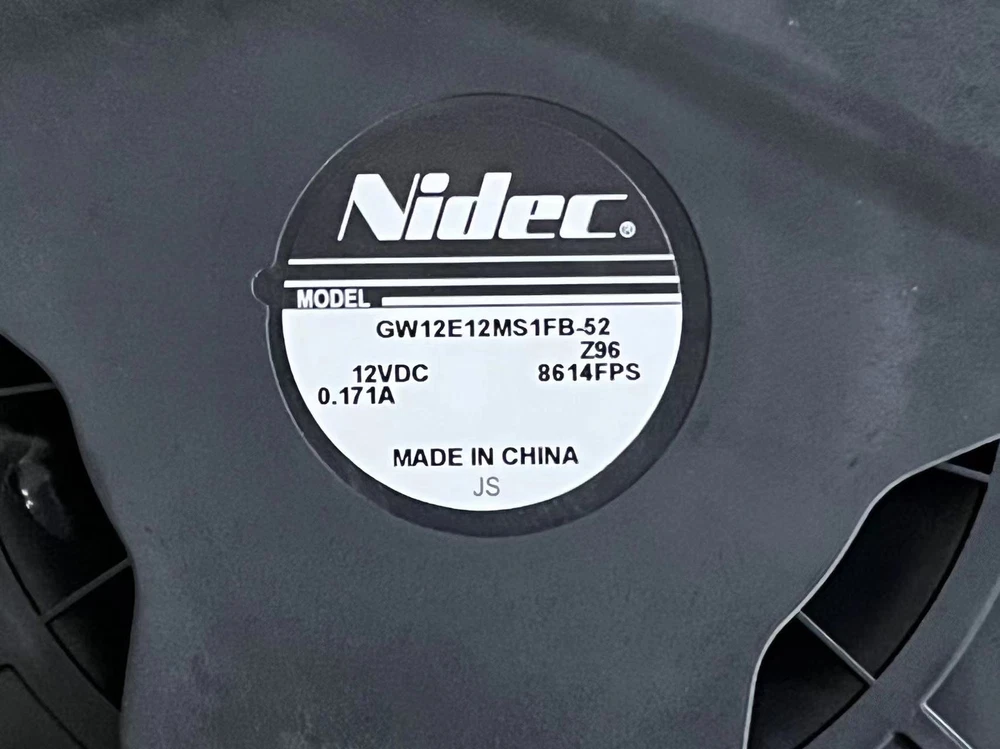 Nidec®
MODEL
GW12E12MS1FB-52
Z96
12VDC 8614FPS
0.171A
MADE IN CHINA
JS